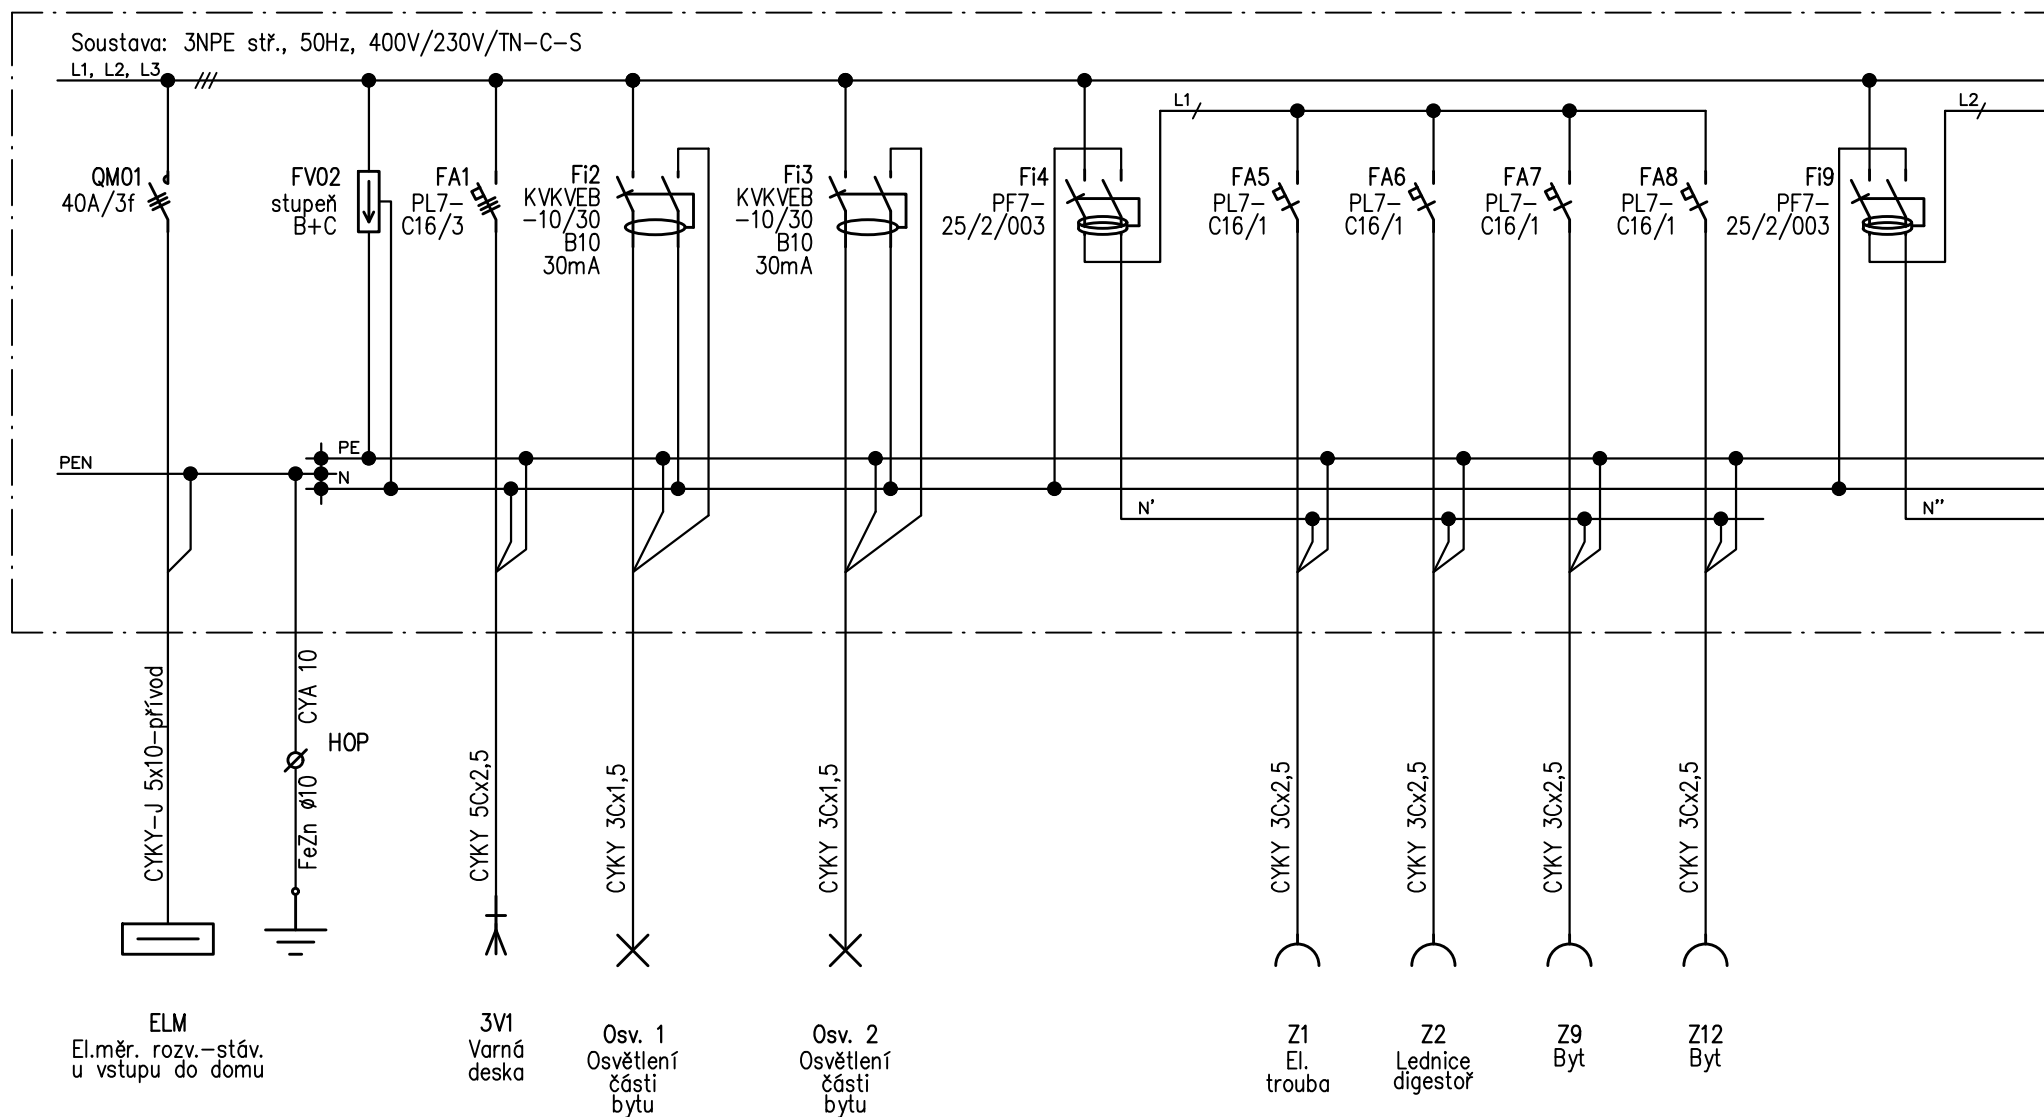 Soustava: 3NPE stř., 50Hz, 400V/230V/TN-C-S
L1, L2, L3
L1
L2
QM01
40A/3f
FV02
stupeň
B+C
FA1
PL7-
C16/3
Fi2
KVKVEB
-10/30
B10
30mA
Fi3
KVKVEB
-10/30
B10
30mA
Fi4
PF7-
25/2/003
FA5
PL7-
C16/1
FA6
PL7-
C16/1
FA7
PL7-
C16/1
FA8
PL7-
C16/1
Fi9
PF7-
25/2/003
PEN
PE
N
N'
N''
CYKY-J 5x10-přívod
CYA 10
HOP
FeZn ø10
CYKY 5Cx2,5
CYKY 3Cx1,5
CYKY 3Cx1,5
CYKY 3Cx2,5
CYKY 3Cx2,5
CYKY 3Cx2,5
CYKY 3Cx2,5
ELM
El.měr. rozv.-stáv.
u vstupu do domu
3V1
Varná
deska
Osv. 1
Osvětlení
části
bytu
Osv. 2
Osvětlení
části
bytu
Z1
El.
trouba
Z2
Lednice
digestoř
Z9
Byt
Z12
Byt